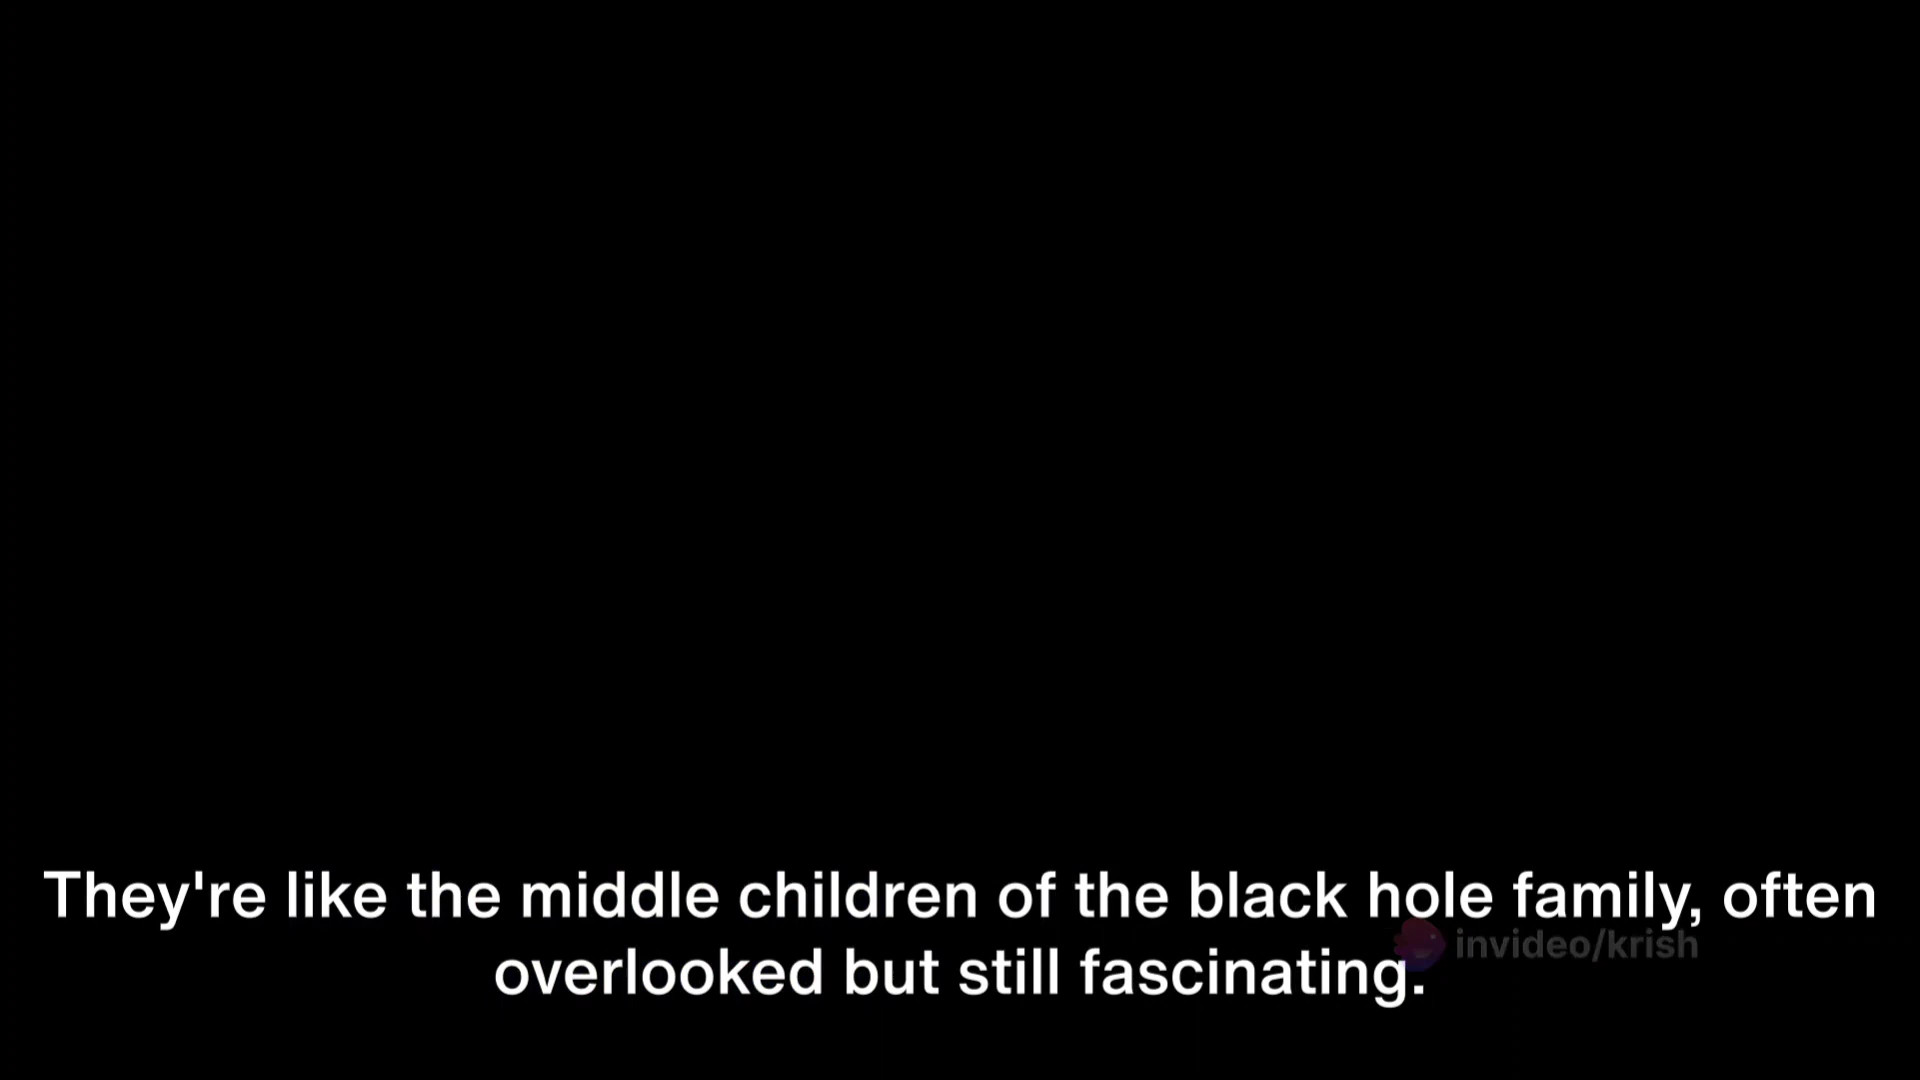 They're like the middle children of the black hole family, often
overlooked but still fascinating.
invideo/krish